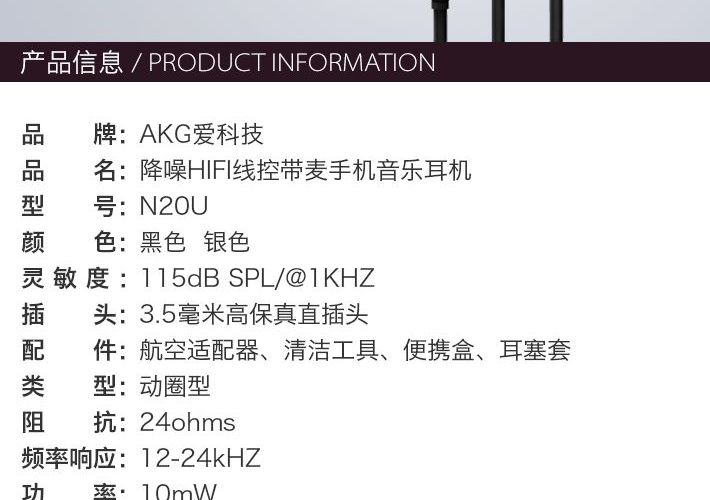 产品信息 / PRODUCT INFORMATION
品 牌：AKG爱科技
品 名：降噪HIFI线控带麦手机音乐耳机
型 号：N20U
颜 色：黑色 银色
灵敏度：115dB SPL/@1KHZ
插 头：3.5毫米高保真直插头
配 件：航空适配器、清洁工具、便携盒、耳塞套
类 型：动圈型
阻 抗：24ohms
频率响应：12-24kHZ
功 率：10mW